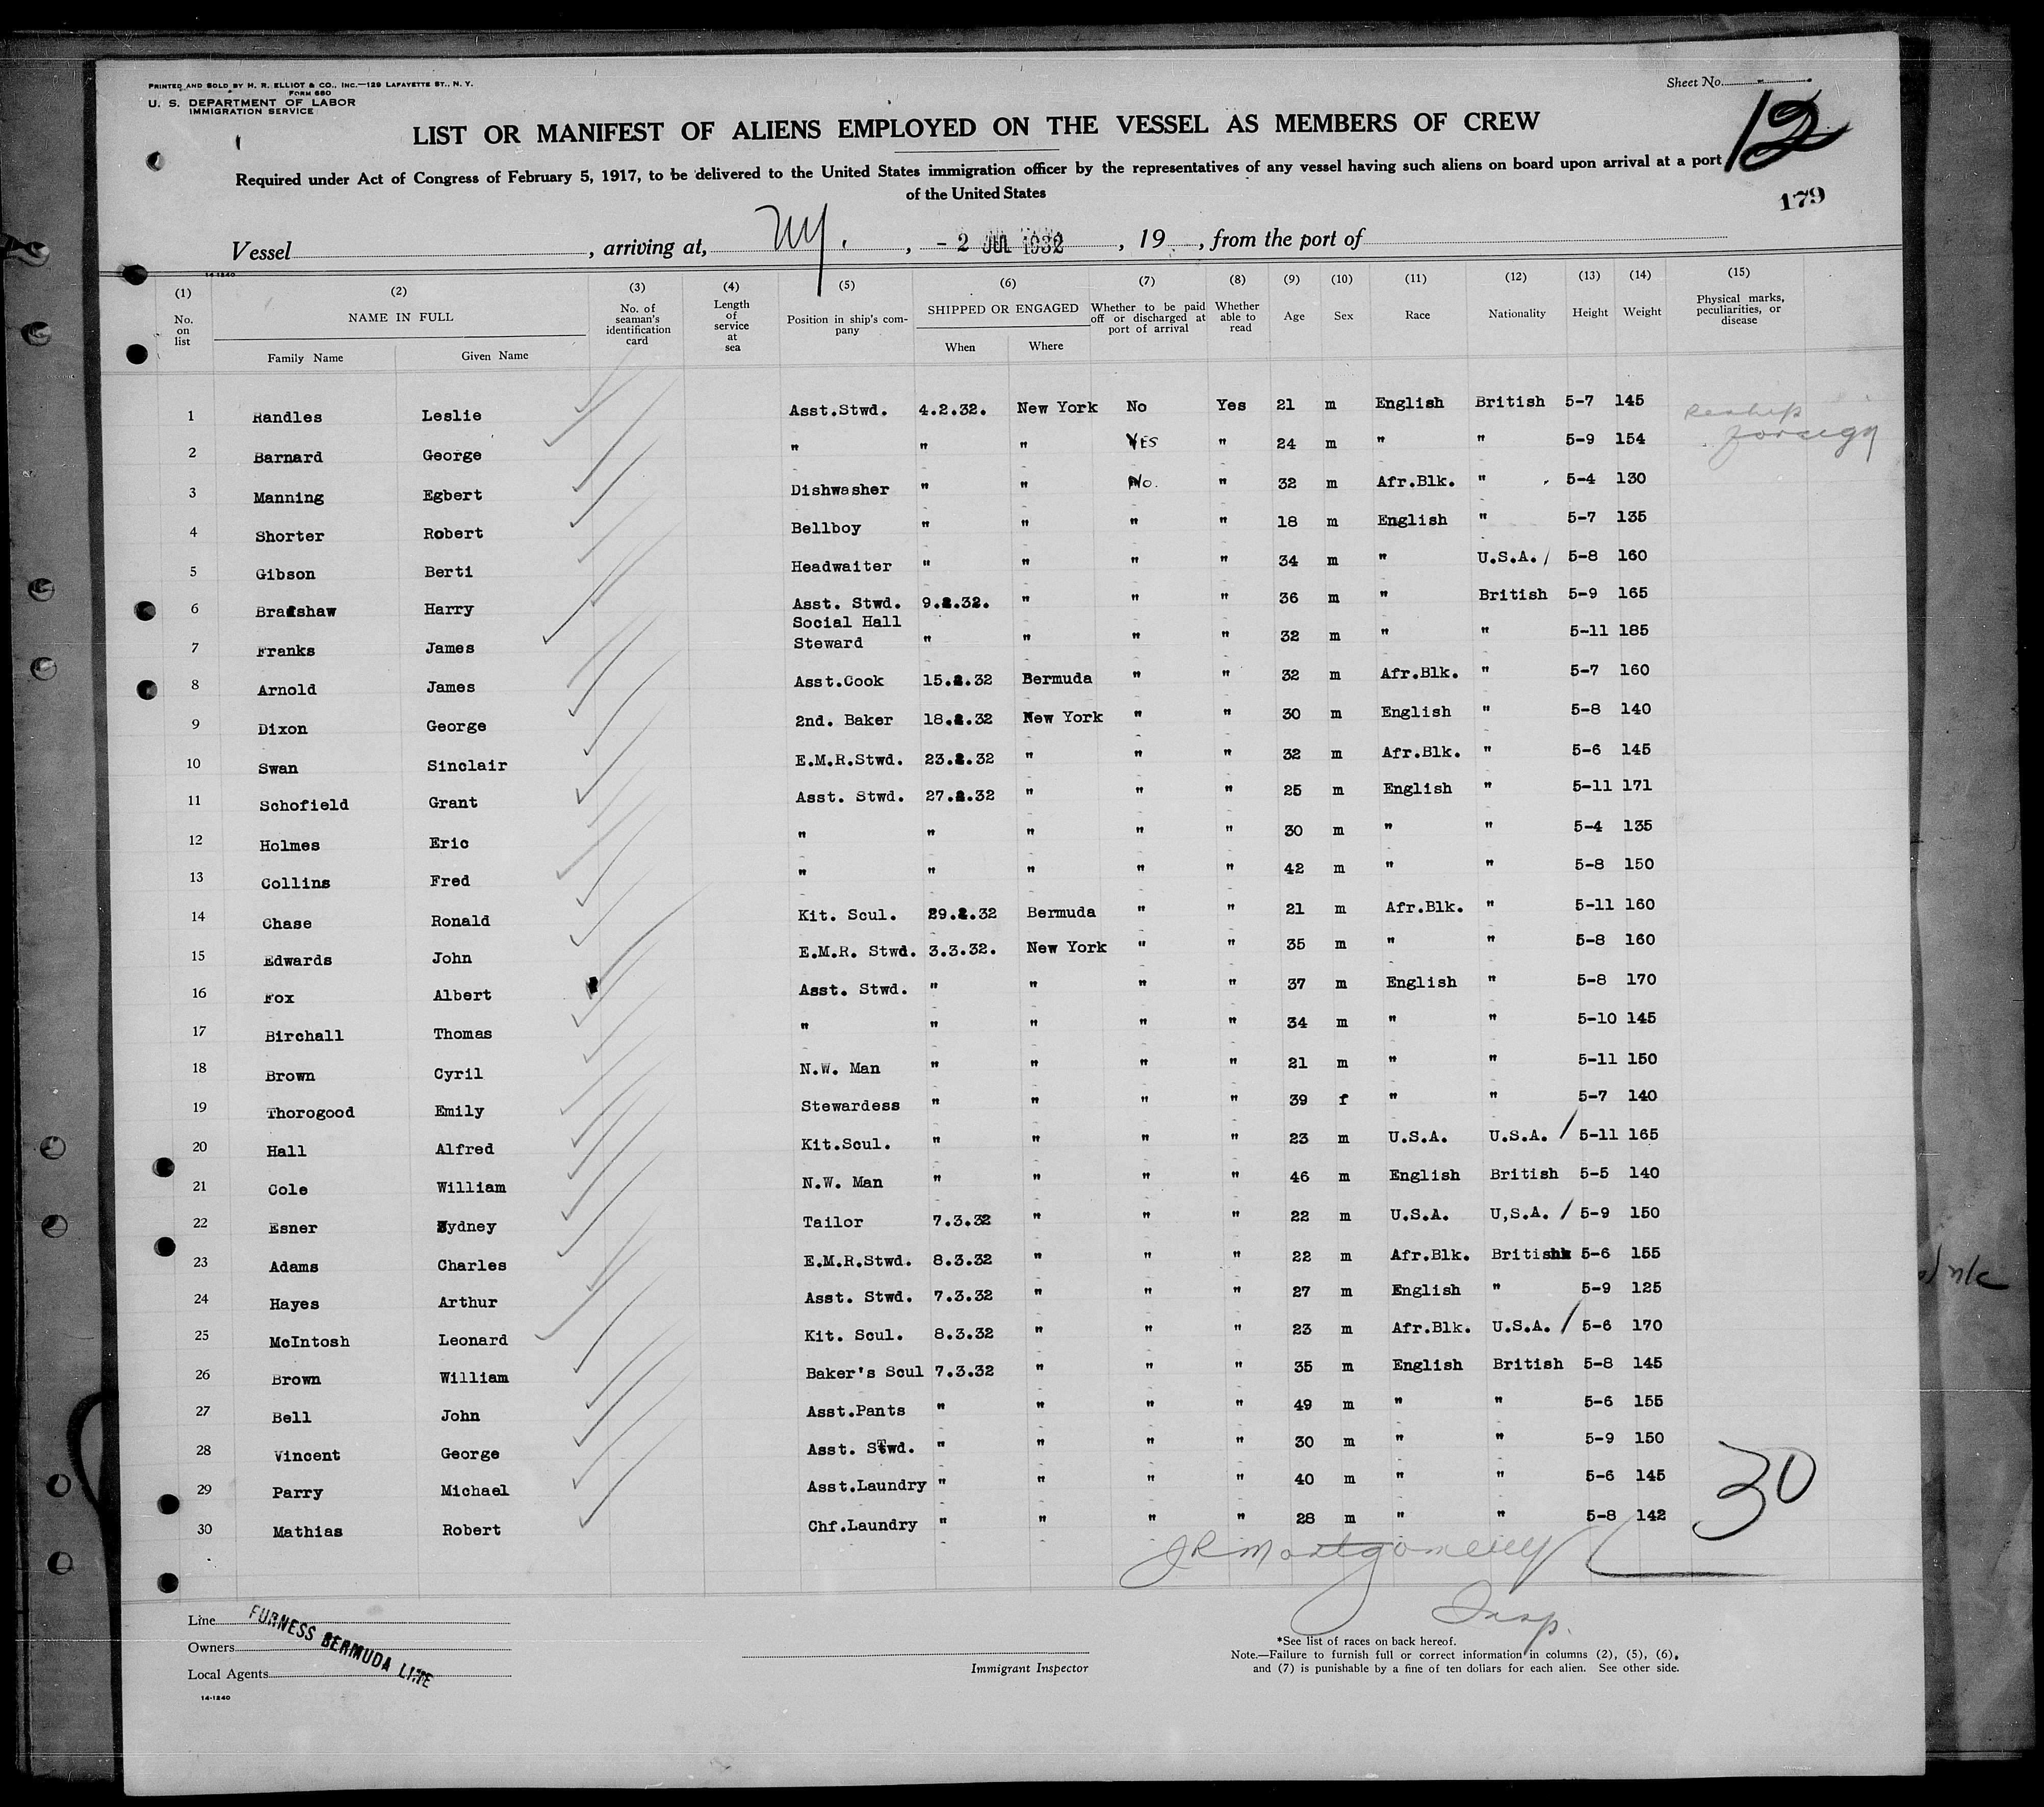 PRINTED AND SOLD BY H. R. ELLIOT & CO., INC.—129 LAFAYETTE ST., N. Y.
FORM 680
U. S. DEPARTMENT OF LABOR
IMMIGRATION SERVICE
Sheet No.
12
LIST OR MANIFEST OF ALIENS EMPLOYED ON THE VESSEL AS MEMBERS OF CREW
Required under Act of Congress of February 5, 1917, to be delivered to the United States immigration officer by the representatives of any vessel having such aliens on board upon arrival at a port
of the United States
179
Vessel , arriving at, NY. , - 2 JUL 1932 , 19 , from the port of
14-1240
(1) (2) (3) (4) (5) (6) (7) (8) (9) (10) (11) (12) (13) (14) (15)
No. on list NAME IN FULL No. of seaman's identification card Length of service at sea Position in ship's company SHIPPED OR ENGAGED Whether to be paid off or discharged at port of arrival Whether able to read Age Sex Race Nationality Height Weight Physical marks, peculiarities, or disease
Family Name Given Name When Where
1 Randles Leslie Asst.Stwd. 4.2.32. New York No Yes 21 m English British 5-7 145 Reship
2 Barnard George " " " YES " 24 m " " 5-9 154 foreign
3 Manning Egbert Dishwasher " " No. " 32 m Afr.Blk. " 5-4 130
4 Shorter Robert Bellboy " " " " 18 m English " 5-7 135
5 Gibson Berti Headwaiter " " " " 34 m " U.S.A. / 5-8 160
6 Bradshaw Harry Asst. Stwd. 9.2.32. " " " 36 m " British 5-9 165
7 Franks James Social Hall Steward " " " " 32 m " " 5-11 185
8 Arnold James Asst.Cook 15.2.32 Bermuda " " 32 m Afr.Blk. " 5-7 160
9 Dixon George 2nd. Baker 18.2.32 New York " " 30 m English " 5-8 140
10 Swan Sinclair E.M.R.Stwd. 23.2.32 " " " 32 m Afr.Blk. " 5-6 145
11 Schofield Grant Asst. Stwd. 27.2.32 " " " 25 m English " 5-11 171
12 Holmes Eric " " " " " 30 m " " 5-4 135
13 Collins Fred " " " " " 42 m " " 5-8 150
14 Chase Ronald Kit. Scul. 29.2.32 Bermuda " " 21 m Afr.Blk. " 5-11 160
15 Edwards John E.M.R. Stwd. 3.3.32. New York " " 35 m " " 5-8 160
16 Fox Albert Asst. Stwd. " " " " 37 m English " 5-8 170
17 Birchall Thomas " " " " " 34 m " " 5-10 145
18 Brown Cyril N.W. Man " " " " 21 m " " 5-11 150
19 Thorogood Emily Stewardess " " " " 39 f " " 5-7 140
20 Hall Alfred Kit.Scul. " " " " 23 m U.S.A. U.S.A. / 5-11 165
21 Cole William N.W. Man " " " " 46 m English British 5-5 140
22 Esner Sydney Tailor 7.3.32 " " " 22 m U.S.A. U,S.A. / 5-9 150
23 Adams Charles E.M.R.Stwd. 8.3.32 " " " 22 m Afr.Blk. British 5-6 155
24 Hayes Arthur Asst. Stwd. 7.3.32 " " " 27 m English " 5-9 125
25 McIntosh Leonard Kit. Scul. 8.3.32 " " " 23 m Afr.Blk. U.S.A. / 5-6 170
26 Brown William Baker's Scul 7.3.32 " " " 35 m English British 5-8 145
27 Bell John Asst.Pants " " " " 49 m " " 5-6 155
28 Vincent George Asst. Stwd. " " " " 30 m " " 5-9 150
29 Parry Michael Asst.Laundry " " " " 40 m " " 5-6 145
30 Mathias Robert Chf.Laundry " " " " 28 m " " 5-8 142
30
JR Montgomery
Insp.
Line
Owners
Local Agents
FURNESS BERMUDA LINE
14-1240
Immigrant Inspector
*See list of races on back hereof.
Note.—Failure to furnish full or correct information in columns (2), (5), (6),
and (7) is punishable by a fine of ten dollars for each alien. See other side.